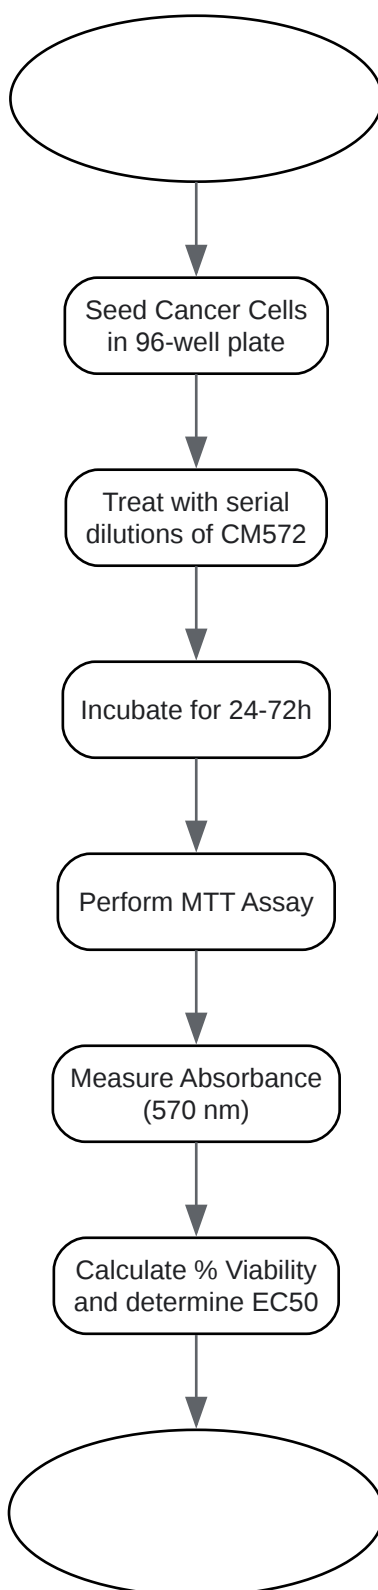 Seed Cancer Cells
in 96-well plate
Treat with serial
dilutions of CM572
Incubate for 24-72h
Perform MTT Assay
Measure Absorbance
(570 nm)
Calculate % Viability
and determine EC50